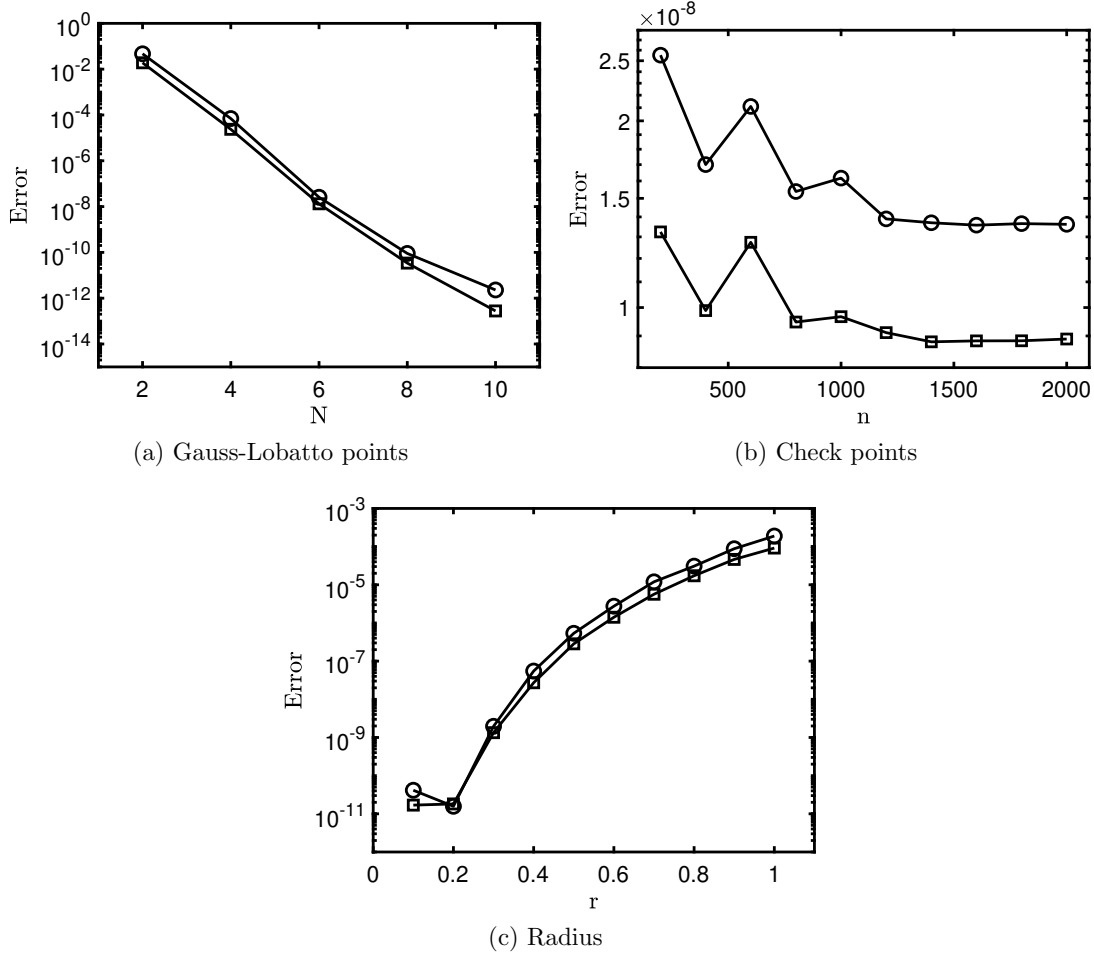 10^0
10^-2
10^-4
10^-6
10^-8
10^-10
10^-12
10^-14
Error
2 4 6 8 10
N
(a) Gauss-Lobatto points
×10^-8
2.5
2
1.5
1
Error
500 1000 1500 2000
n
(b) Check points
10^-3
10^-5
10^-7
10^-9
10^-11
Error
0 0.2 0.4 0.6 0.8 1
r
(c) Radius